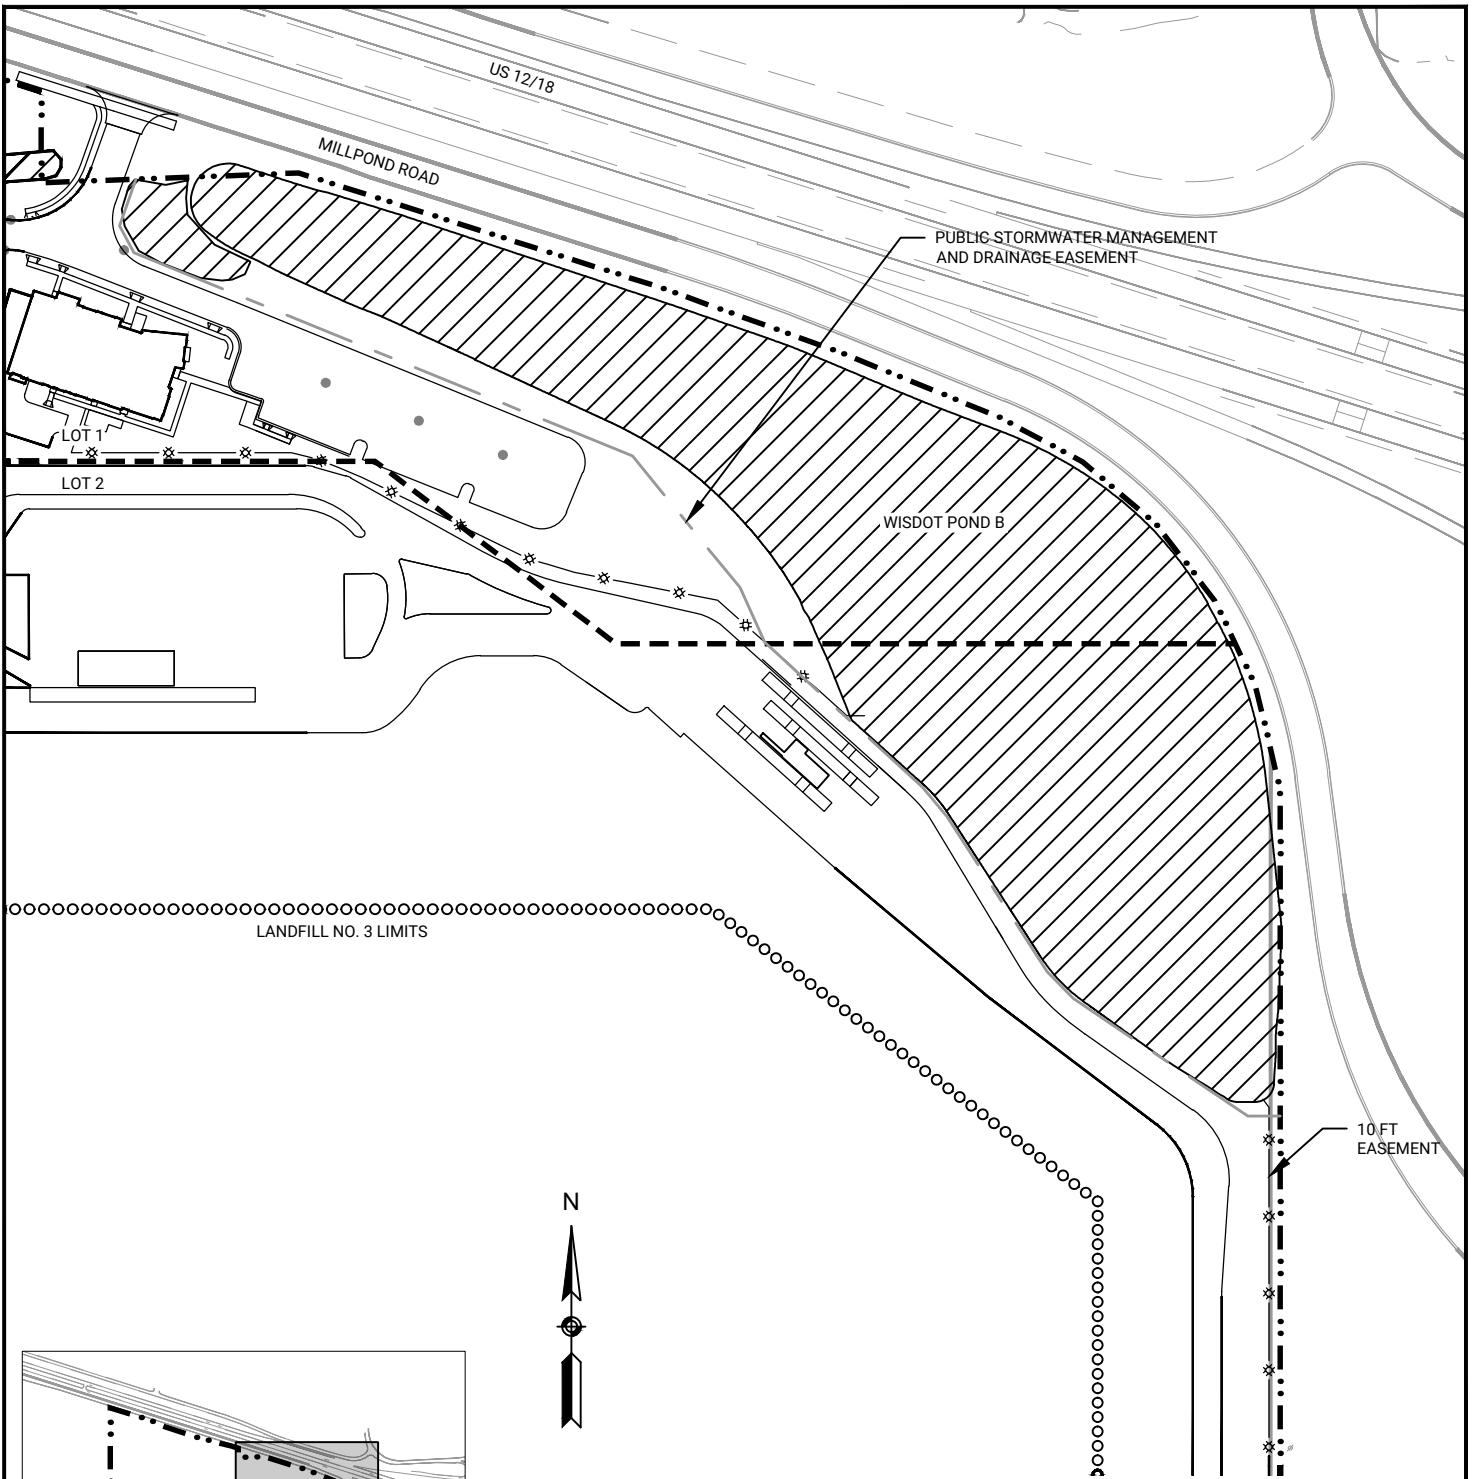 US 12/18
MILLPOND ROAD
PUBLIC STORMWATER MANAGEMENT
AND DRAINAGE EASEMENT
LOT 1
LOT 2
WISDOT POND B
LANDFILL NO. 3 LIMITS
10 FT
EASEMENT
N